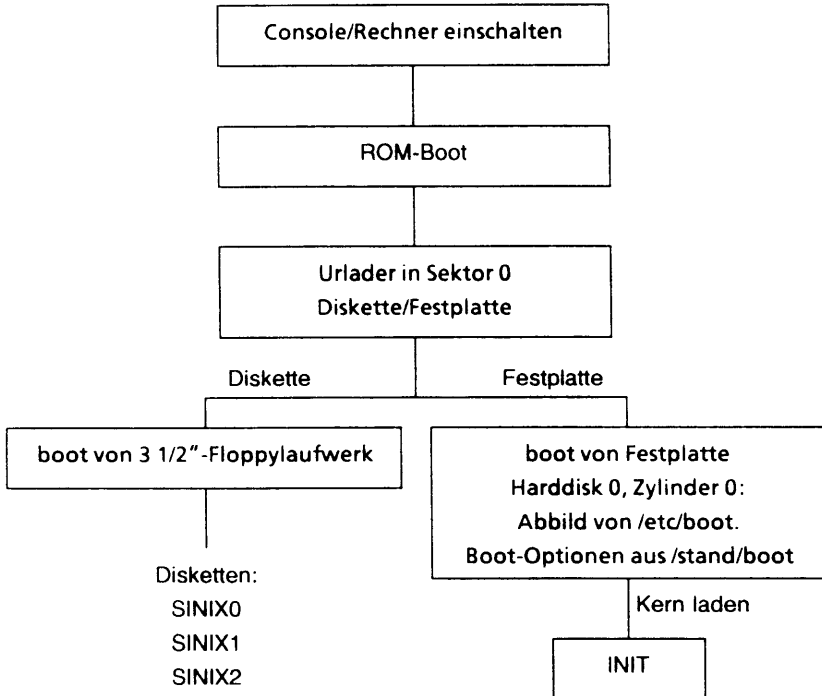 Console/Rechner einschalten
ROM-Boot
Urlader in Sektor 0
Diskette/Festplatte
Diskette
Festplatte
boot von 3 1/2"-Floppylaufwerk
boot von Festplatte
Harddisk 0, Zylinder 0:
Abbild von /etc/boot.
Boot-Optionen aus /stand/boot
Disketten:
SINIX0
SINIX1
SINIX2
Kern laden
INIT